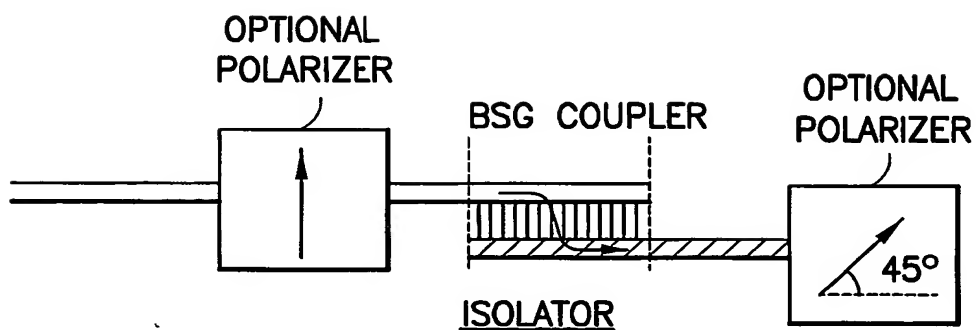 OPTIONAL
POLARIZER
BSG COUPLER
OPTIONAL
POLARIZER
45°
ISOLATOR